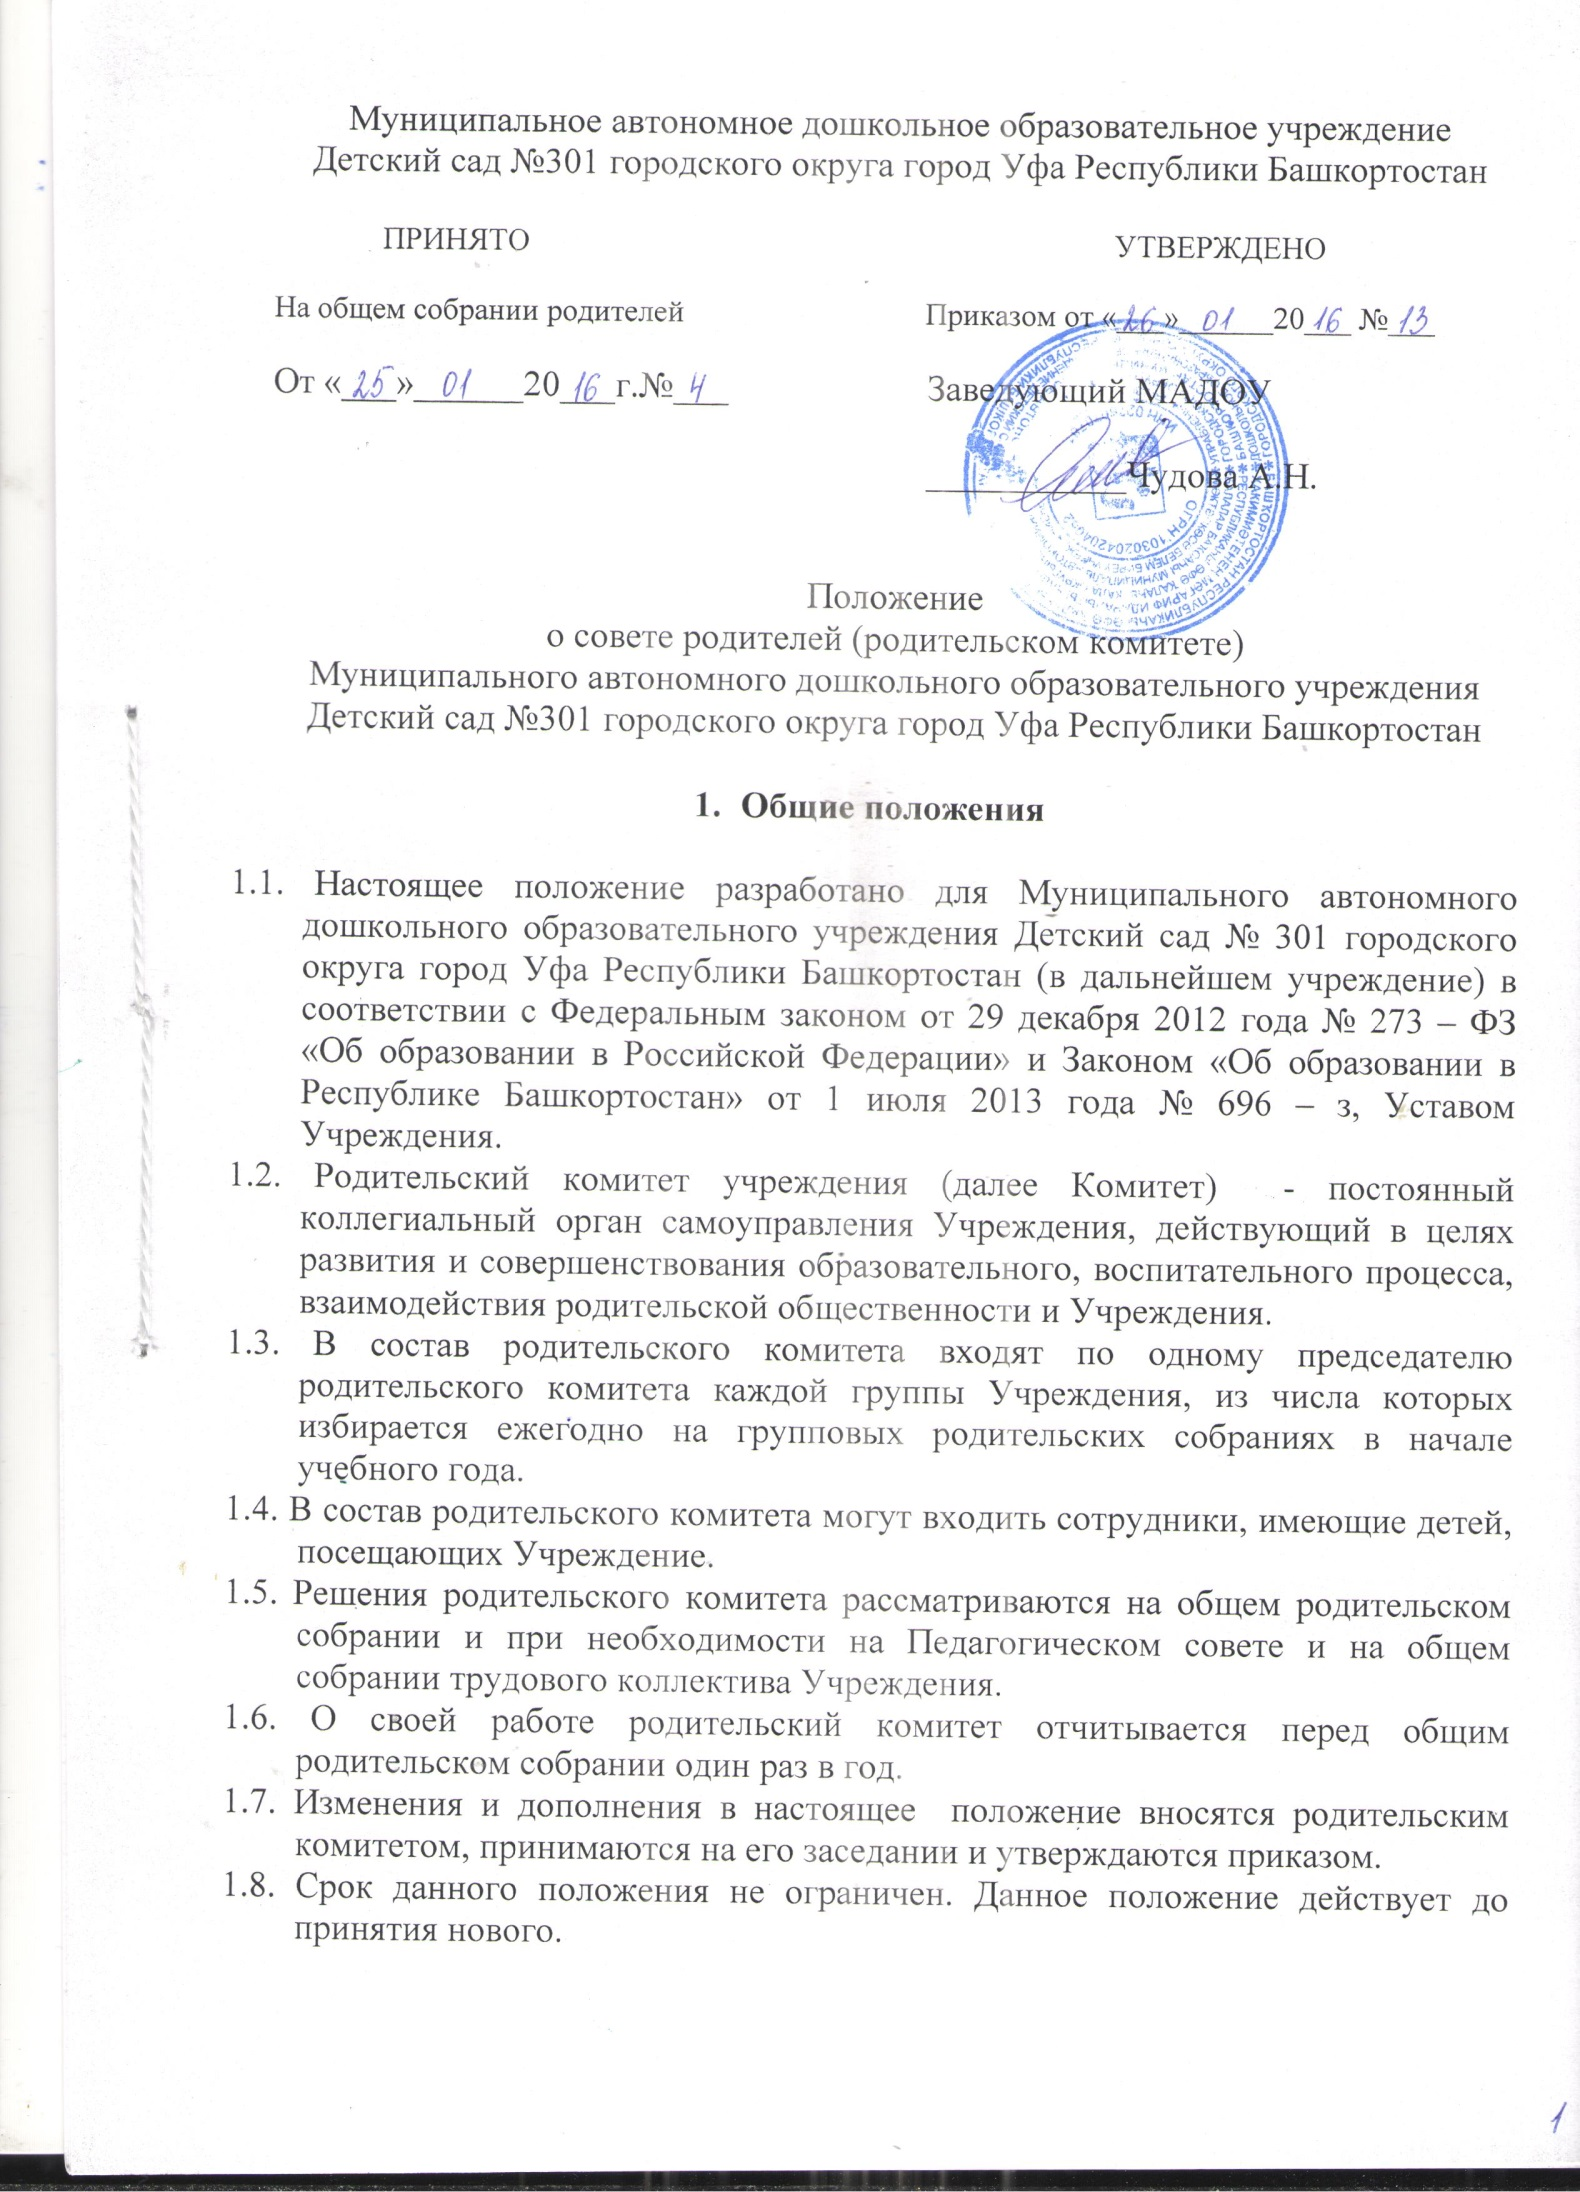 Муниципальное автономное дошкольное образовательное учреждение
Детский сад №301 городского округа город Уфа Республики Башкортостан
ПРИНЯТО
УТВЕРЖДЕНО
На общем собрании родителей
Приказом от «26» 01 2016 №13
От «25» 01 2016 г.№ 4
Заведующий МАДОУ
Чудова А.Н.
Положение
о совете родителей (родительском комитете)
Муниципального автономного дошкольного образовательного учреждения
Детский сад №301 городского округа город Уфа Республики Башкортостан
1. Общие положения
1.1. Настоящее положение разработано для Муниципального автономного
дошкольного образовательного учреждения Детский сад № 301 городского
округа город Уфа Республики Башкортостан (в дальнейшем учреждение) в
соответствии с Федеральным законом от 29 декабря 2012 года № 273 – ФЗ
«Об образовании в Российской Федерации» и Законом «Об образовании в
Республике Башкортостан» от 1 июля 2013 года № 696 – з, Уставом
Учреждения.
1.2. Родительский комитет учреждения (далее Комитет) - постоянный
коллегиальный орган самоуправления Учреждения, действующий в целях
развития и совершенствования образовательного, воспитательного процесса,
взаимодействия родительской общественности и Учреждения.
1.3. В состав родительского комитета входят по одному председателю
родительского комитета каждой группы Учреждения, из числа которых
избирается ежегодно на групповых родительских собраниях в начале
учебного года.
1.4. В состав родительского комитета могут входить сотрудники, имеющие детей,
посещающих Учреждение.
1.5. Решения родительского комитета рассматриваются на общем родительском
собрании и при необходимости на Педагогическом совете и на общем
собрании трудового коллектива Учреждения.
1.6. О своей работе родительский комитет отчитывается перед общим
родительском собрании один раз в год.
1.7. Изменения и дополнения в настоящее положение вносятся родительским
комитетом, принимаются на его заседании и утверждаются приказом.
1.8. Срок данного положения не ограничен. Данное положение действует до
принятия нового.
1